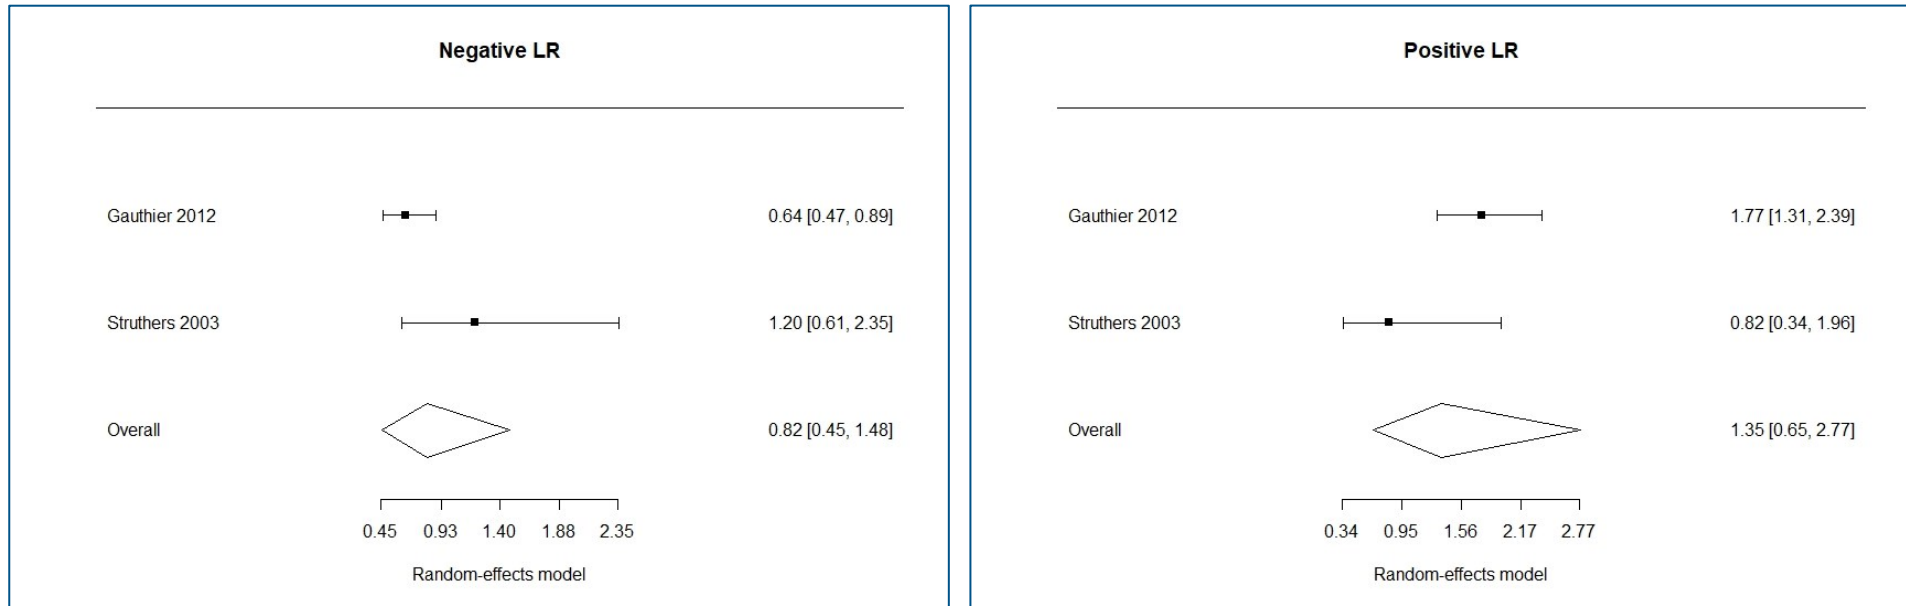 Negative LR
Gauthier 2012 0.64 [0.47, 0.89]
Struthers 2003 1.20 [0.61, 2.35]
Overall 0.82 [0.45, 1.48]
0.45 0.93 1.40 1.88 2.35
Random-effects model
Positive LR
Gauthier 2012 1.77 [1.31, 2.39]
Struthers 2003 0.82 [0.34, 1.96]
Overall 1.35 [0.65, 2.77]
0.34 0.95 1.56 2.17 2.77
Random-effects model